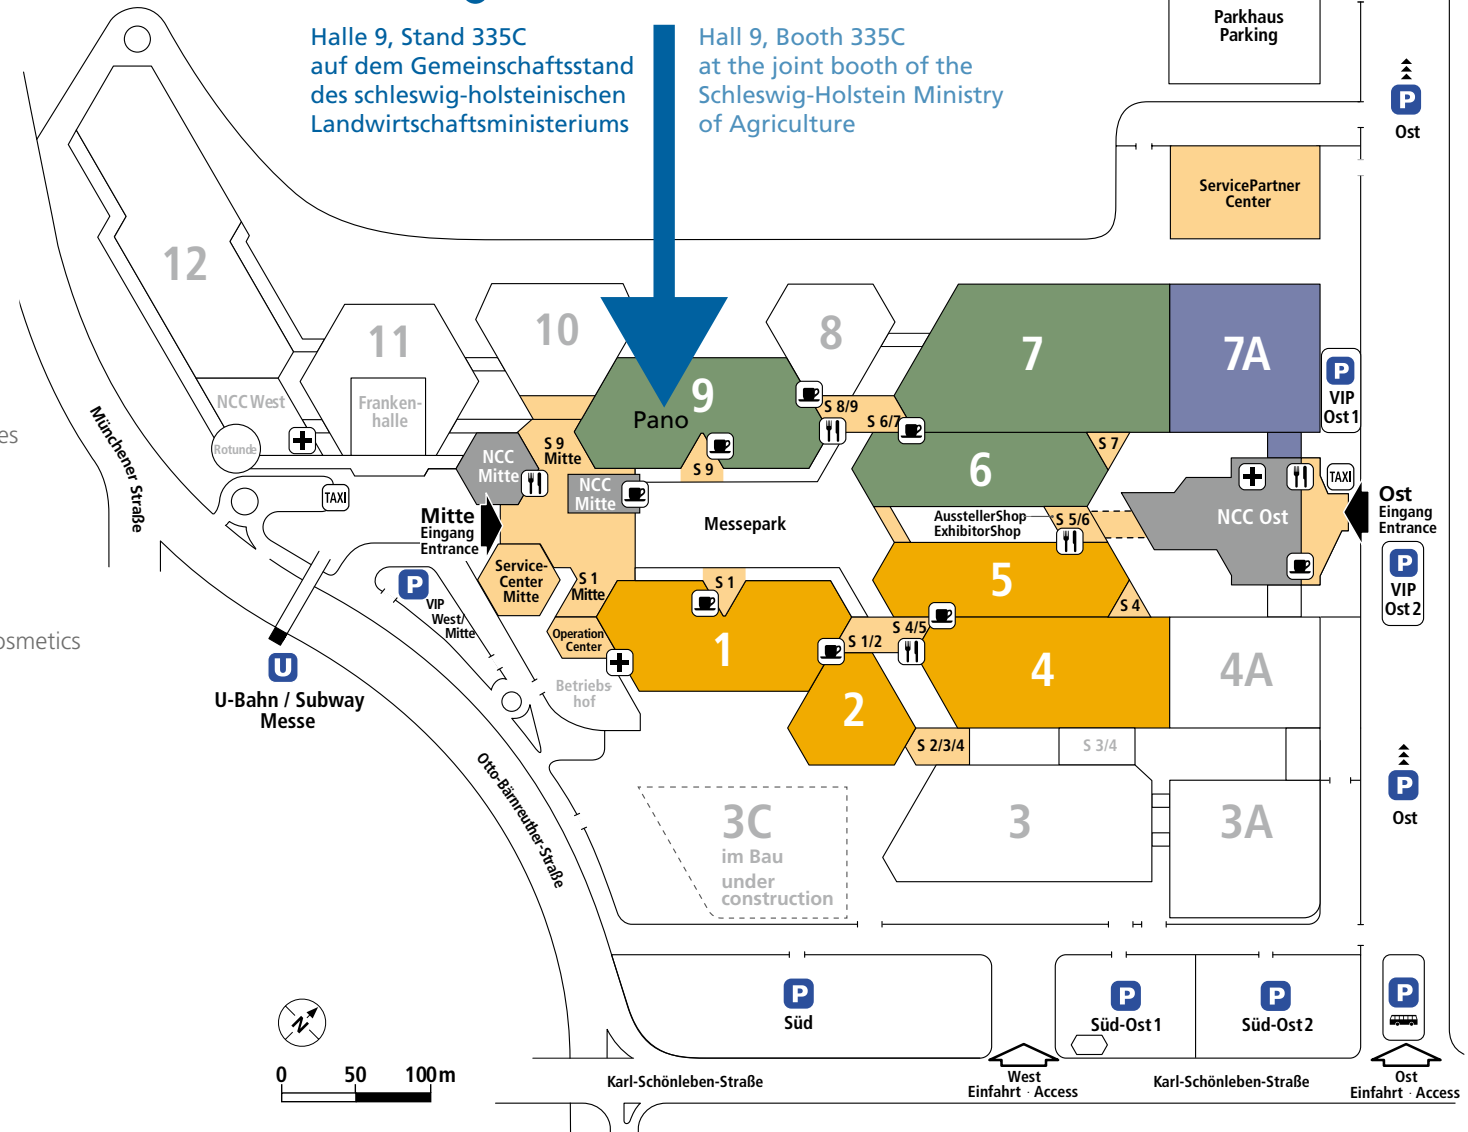 Halle 9, Stand 335C
auf dem Gemeinschaftsstand
des schleswig-holsteinischen
Landwirtschaftsministeriums
Hall 9, Booth 335C
at the joint booth of the
Schleswig-Holstein Ministry
of Agriculture
Parkhaus
Parking
P
Ost
ServicePartner
Center
12
11
10
8
7
7A
9
Pano
P
VIP
Ost 1
NCC West
Franken-
halle
Rotunde
S 8/9
S 6/7
S 9
Mitte
S 9
NCC
Mitte
NCC
Mitte
6
S 7
TAXI
TAXI
Münchener Straße
es
Mitte
Eingang
Entrance
Messepark
AusstellerShop
ExhibitorShop
S 5/6
NCC Ost
Ost
Eingang
Entrance
Service-
Center
Mitte
S 1
Mitte
S 1
5
S 4
P
VIP
Ost 2
P
VIP
West/
Mitte
osmetics
Operation
Center
1
S 1/2
S 4/5
4
4A
U
U-Bahn / Subway
Messe
Betriebs-
hof
2
S 2/3/4
S 3/4
Otto-Bärnreuther-Straße
3C
im Bau
under
construction
3
3A
P
Ost
P
Süd
P
Süd-Ost 1
P
Süd-Ost 2
P
N
0 50 100 m
Karl-Schönleben-Straße
West
Einfahrt · Access
Karl-Schönleben-Straße
Ost
Einfahrt · Access